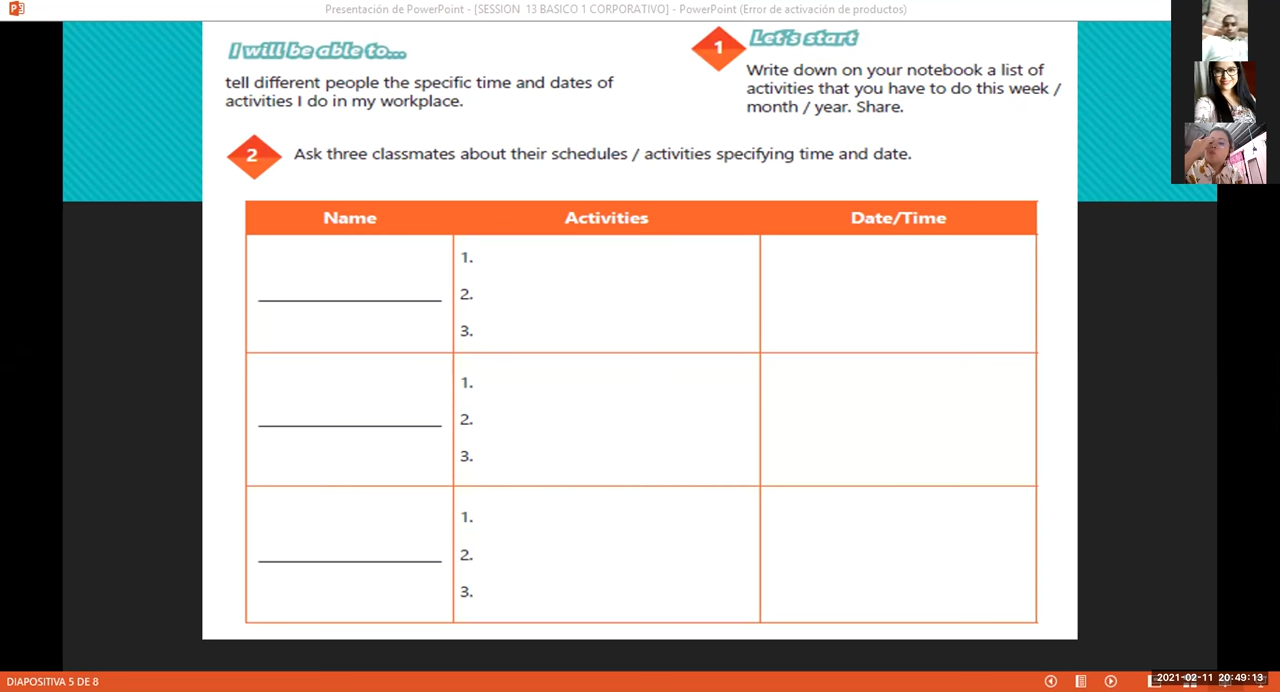 Presentación de PowerPoint - [SESSION 13 BASICO 1 CORPORATIVO] - PowerPoint (Error de activación de productos)
I will be able to...
tell different people the specific time and dates of
activities I do in my workplace.
1
Let's start
Write down on your notebook a list of
activities that you have to do this week /
month / year. Share.
2
Ask three classmates about their schedules / activities specifying time and date.
Name Activities Date/Time
1.
2.
3.
1.
2.
3.
1.
2.
3.
DIAPOSITIVA 5 DE 8
2021-02-11 20:49:13